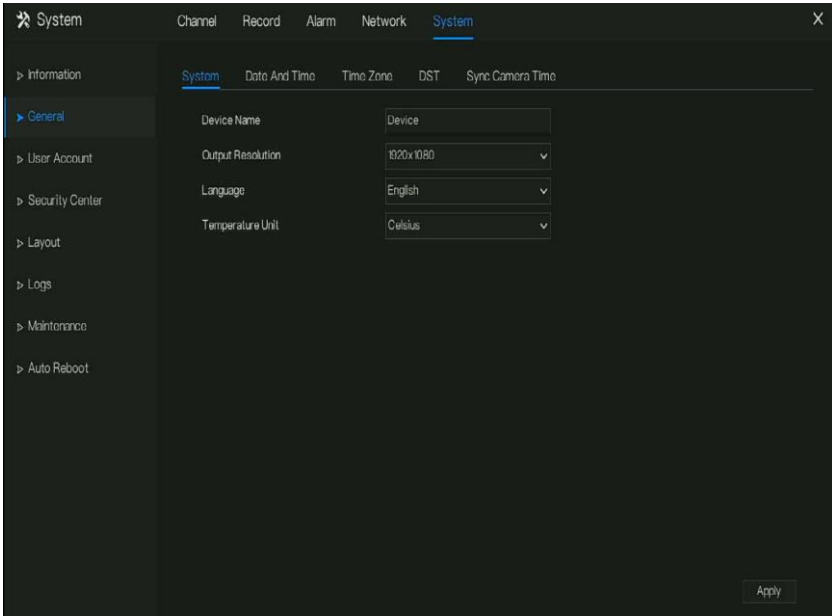 System Channel Record Alarm Network System X
Information
General
User Account
Security Center
Layout
Logs
Maintenance
Auto Reboot
System Date And Time Time Zone DST Sync Camera Time
Device Name Device
Output Resolution 1920x1080
Language English
Temperature Unit Celsius
Apply